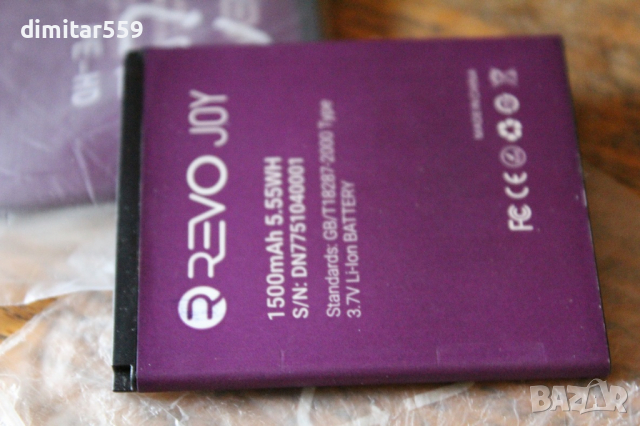 dimitar559
REVO JOY
1500mAh 5.55WH
S/N: DN7751040001
Standards: GB/T18287-2000 Type
3.7V Li-Ion BATTERY
FC CE
MADE IN CHINA
BAZAR